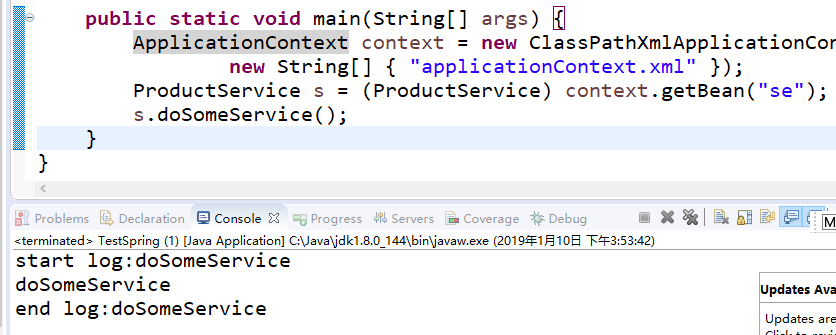 public static void main(String[] args) {
ApplicationContext context = new ClassPathXmlApplicationCon
new String[] { "applicationContext.xml" });
ProductService s = (ProductService) context.getBean("se");
s.doSomeService();
}
}
Problems Declaration Console Progress Servers Coverage Debug
<terminated> TestSpring (1) [Java Application] C:\Java\jdk1.8.0_144\bin\javaw.exe (2019年1月10日 下午3:53:42)
start log:doSomeService
doSomeService
end log:doSomeService
Updates Ava
Updates are